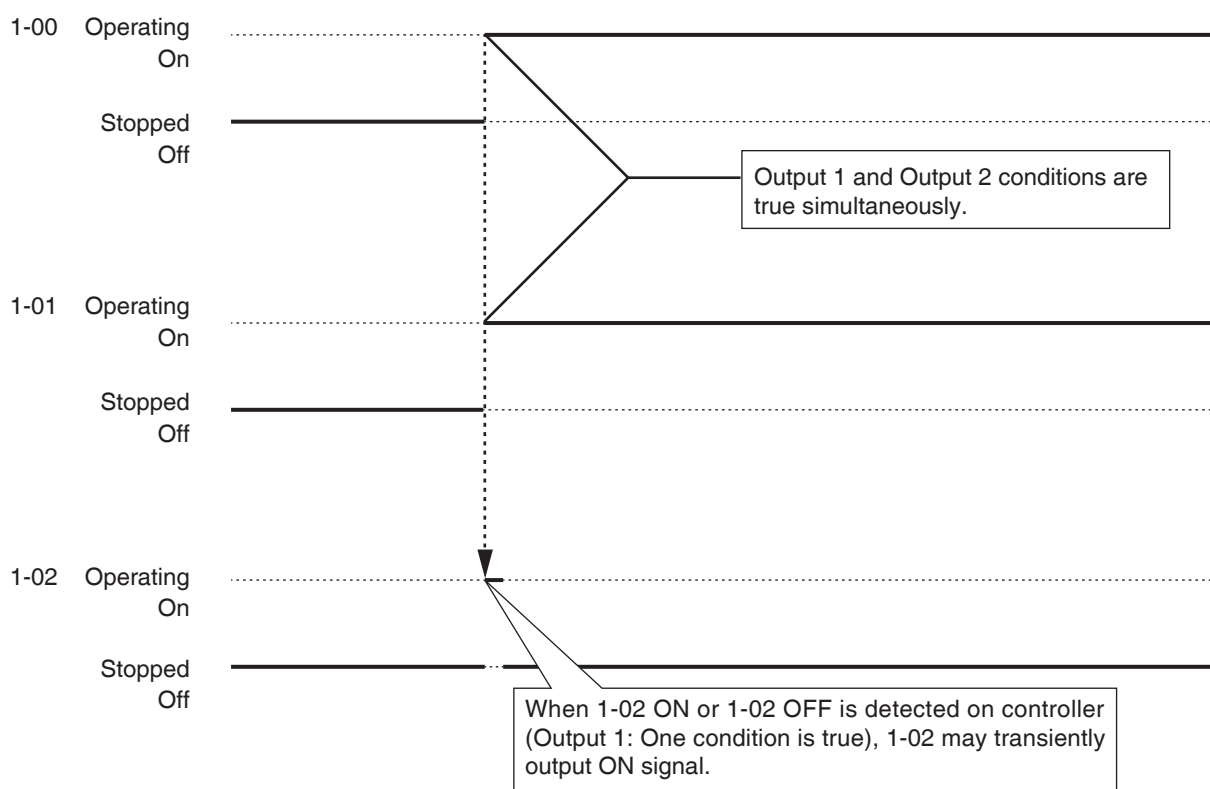 1-00 Operating
On
Stopped
Off
Output 1 and Output 2 conditions are
true simultaneously.
1-01 Operating
On
Stopped
Off
1-02 Operating
On
Stopped
Off
When 1-02 ON or 1-02 OFF is detected on controller
(Output 1: One condition is true), 1-02 may transiently
output ON signal.